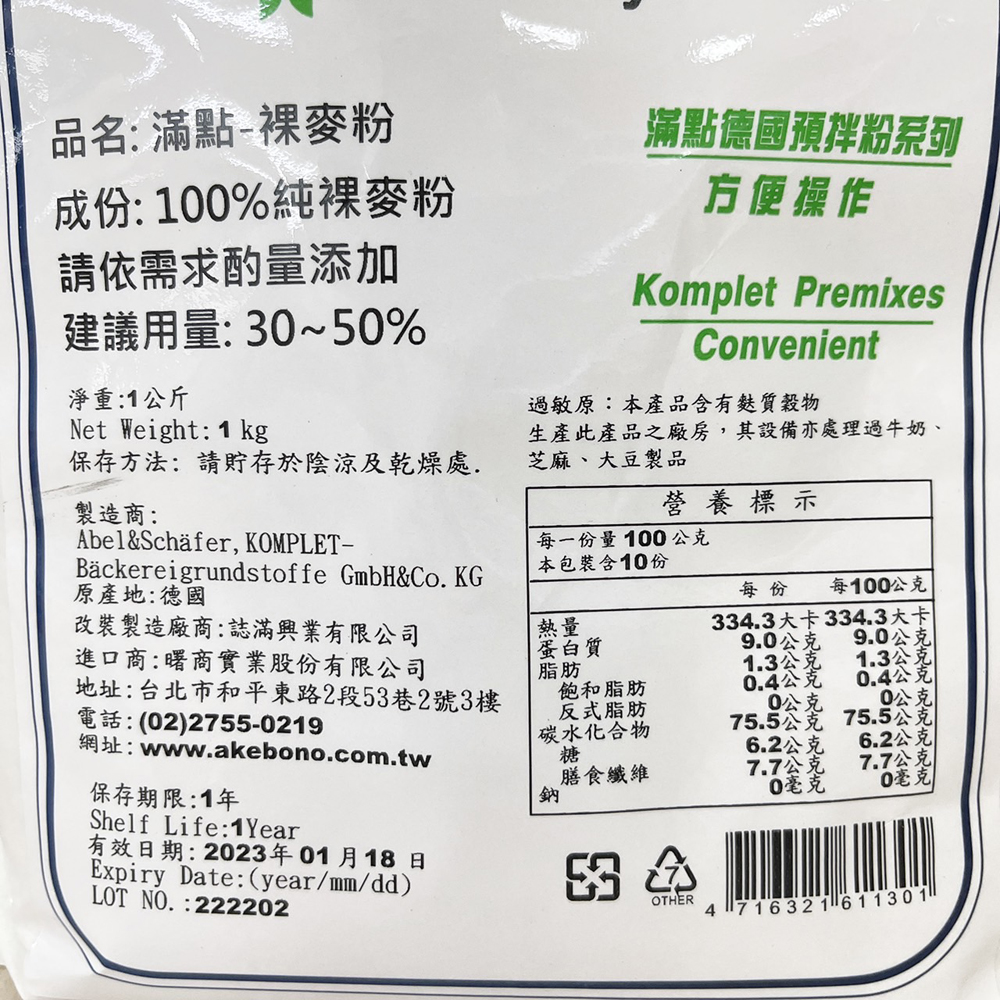 品名: 滿點-裸麥粉
成份: 100%純裸麥粉
請依需求酌量添加
建議用量: 30~50%
滿點德國預拌粉系列
方便操作
Komplet Premixes
Convenient
淨重:1公斤
Net Weight: 1 kg
保存方法: 請貯存於陰涼及乾燥處.
製造商:
Abel&Schäfer, KOMPLET-
Bäckereigrundstoffe GmbH&Co. KG
原產地:德國
改裝製造廠商:誌滿興業有限公司
進口商:曙商實業股份有限公司
地址:台北市和平東路2段53巷2號3樓
電話:(02)2755-0219
網址: www.akebono.com.tw
保存期限:1年
Shelf Life:1Year
有效日期: 2023年 01 月 18 日
Expiry Date:(year/mm/dd)
LOT NO. :222202
過敏原:本產品含有麩質穀物
生產此產品之廠房,其設備亦處理過牛奶、
芝麻、大豆製品
營養標示
每一份量 100 公克
本包裝含10份
每份 每100公克
熱量 334.3大卡 334.3大卡
蛋白質 9.0公克 9.0公克
脂肪 1.3公克 1.3公克
飽和脂肪 0.4公克 0.4公克
反式脂肪 0公克 0公克
碳水化合物 75.5公克 75.5公克
糖 6.2公克 6.2公克
膳食纖維 7.7公克 7.7公克
鈉 0毫克 0毫克
7
OTHER
4 716321 611301